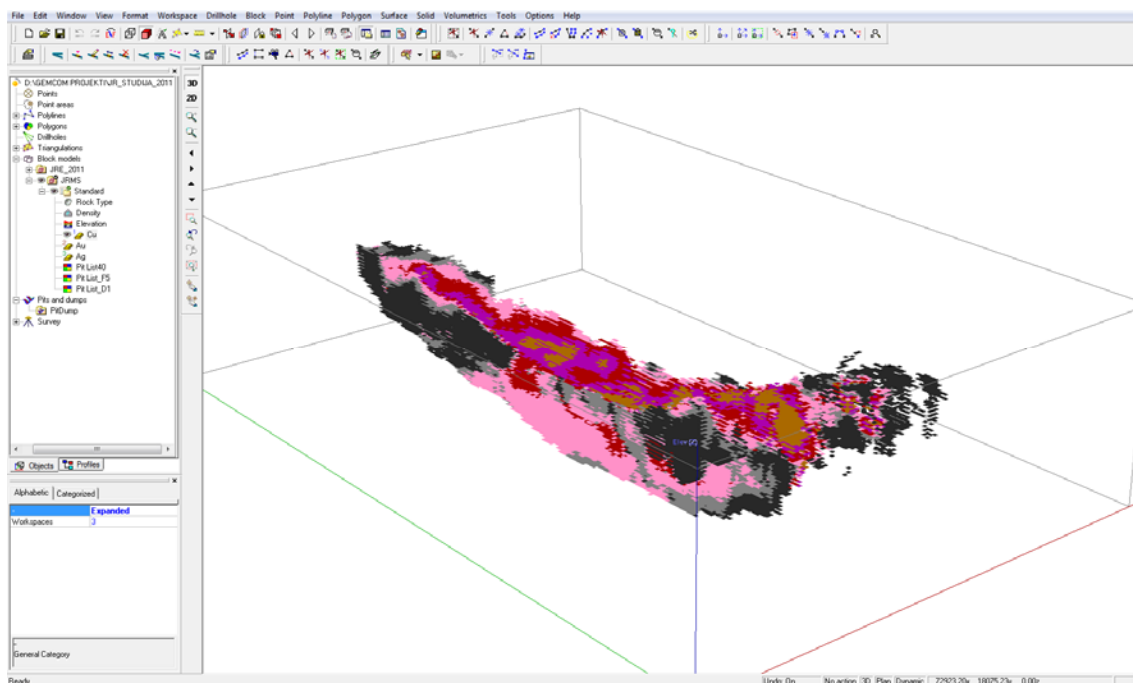 File Edit Window View Format Workspace Drillhole Block Point Polyline Polygon Surface Solid Volumetrics Tools Options Help
D:\GEMCOM PROJEKTI\JR_STUDIJA_2011
Points
Point areas
Polylines
Polygons
Drillholes
Triangulations
Block models
JRE_2011
JRMS
Standard
Rock Type
Density
Elevation
Cu
Au
Ag
Pit List40
Pit List_F5
Pit List_D1
Pits and dumps
PitDump
Survey
3D
2D
Objects Profiles
Alphabetic Categorized
Expanded
Workspaces 3
General Category
Elev [Z]
Ready
Undo: On No action 3D Plan Dynamic 72923.20x 18075.23y 0.00z